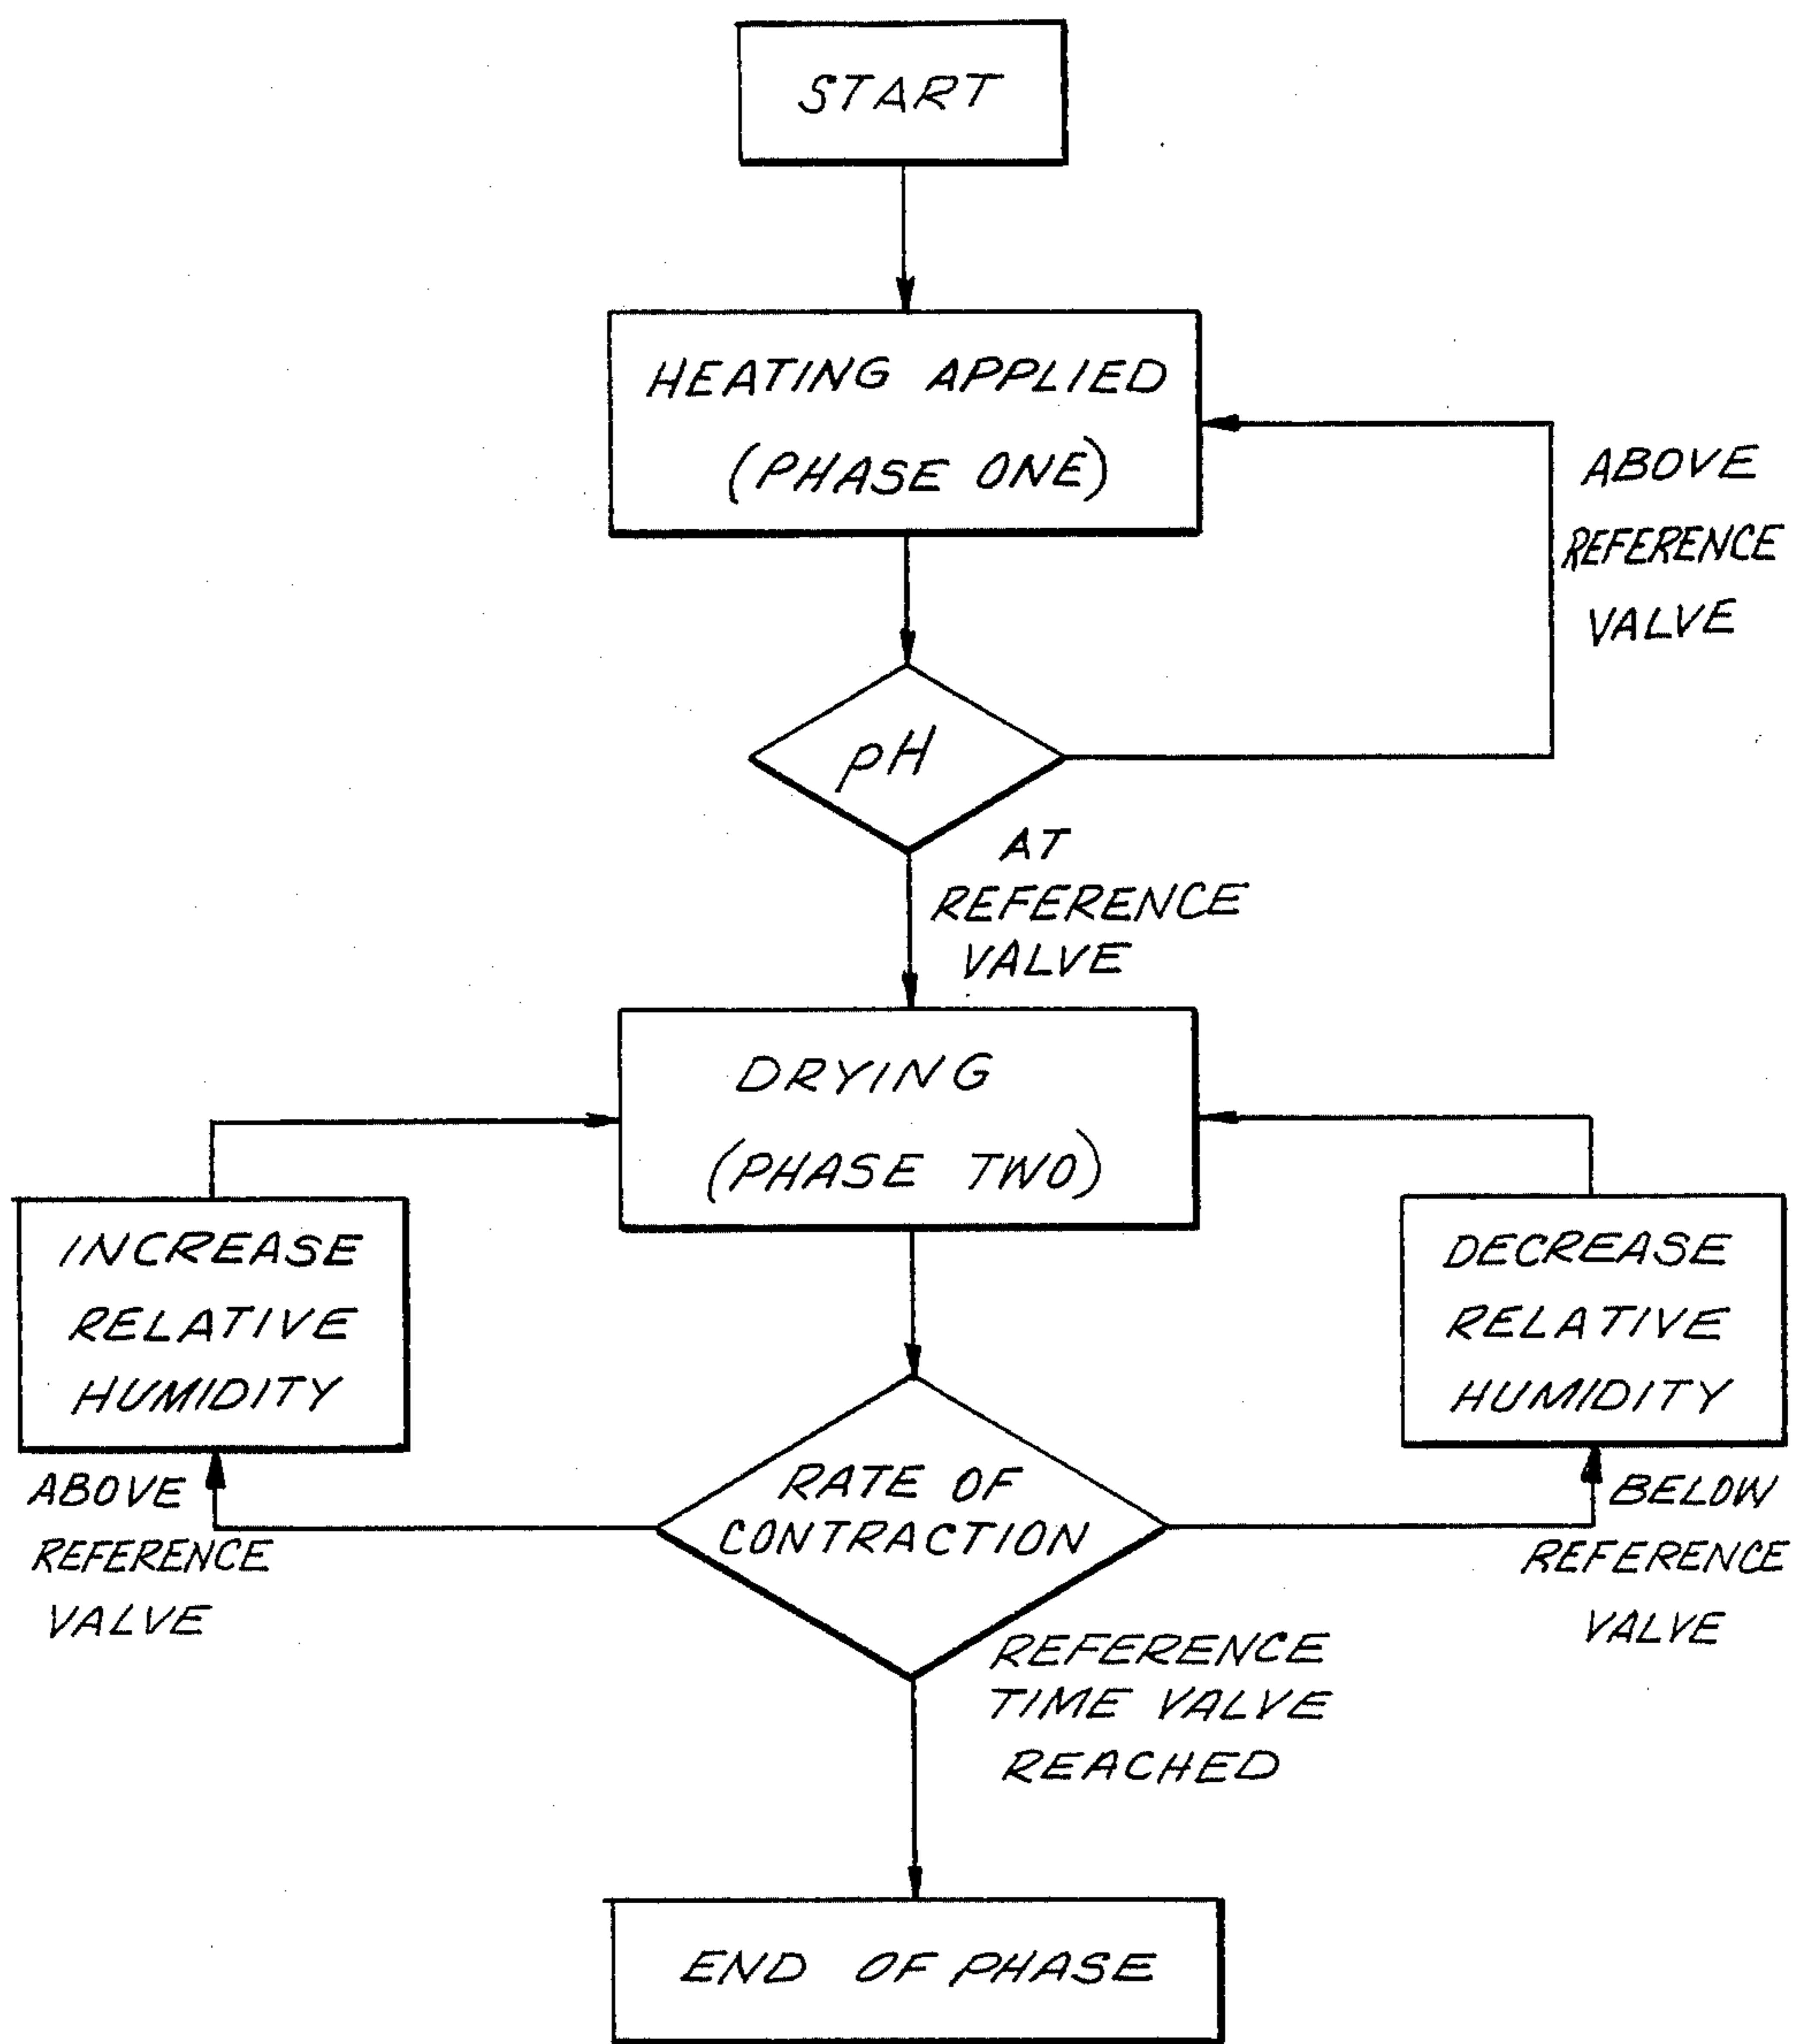 START
HEATING APPLIED
(PHASE ONE)
ABOVE
REFERENCE
VALVE
pH
AT
REFERENCE
VALVE
DRYING
(PHASE TWO)
INCREASE
RELATIVE
HUMIDITY
DECREASE
RELATIVE
HUMIDITY
RATE OF
CONTRACTION
ABOVE
REFERENCE
VALVE
BELOW
REFERENCE
VALVE
REFERENCE
TIME VALVE
REACHED
END OF PHASE